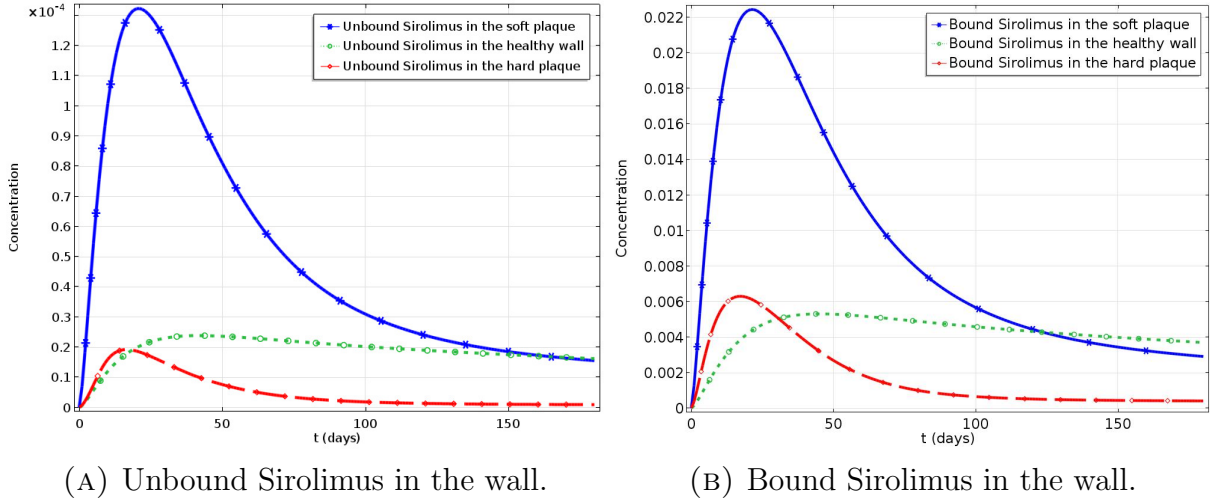 ×10⁻⁴
1.2
1.1
1
0.9
0.8
0.7
0.6
0.5
0.4
0.3
0.2
0.1
0
Concentration
Unbound Sirolimus in the soft plaque
Unbound Sirolimus in the healthy wall
Unbound Sirolimus in the hard plaque
0 50 100 150
t (days)
(A) Unbound Sirolimus in the wall.
0.022
0.02
0.018
0.016
0.014
0.012
0.01
0.008
0.006
0.004
0.002
0
Concentration
Bound Sirolimus in the soft plaque
Bound Sirolimus in the healthy wall
Bound Sirolimus in the hard plaque
0 50 100 150
t (days)
(B) Bound Sirolimus in the wall.